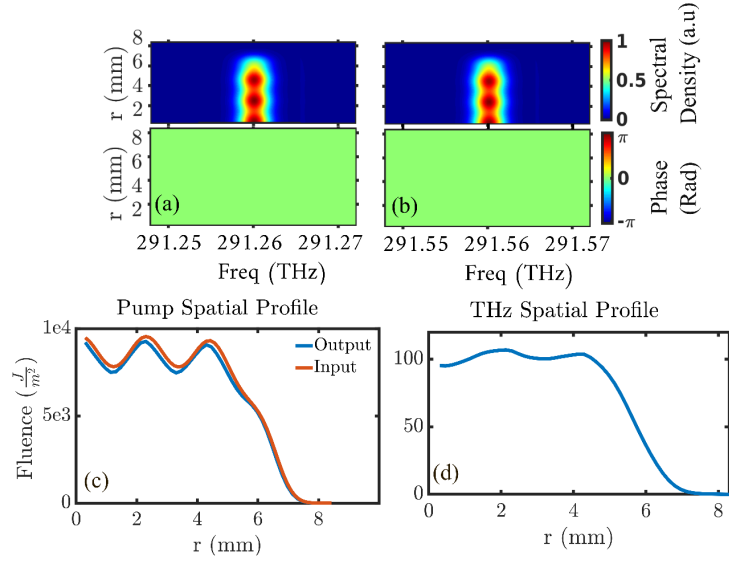 8
6
4
2
r (mm)
1
0.5
0
Spectral
Density (a.u)
8
6
4
2
r (mm)
(a)
(b)
π
0
-π
Phase
(Rad)
291.25 291.26 291.27
291.55 291.56 291.57
Freq (THz)
Freq (THz)
Pump Spatial Profile
THz Spatial Profile
1e4
5e3
0
Fluence (J/m²)
Output
Input
(c)
0 2 4 6 8
r (mm)
100
50
0
(d)
0 2 4 6 8
r (mm)